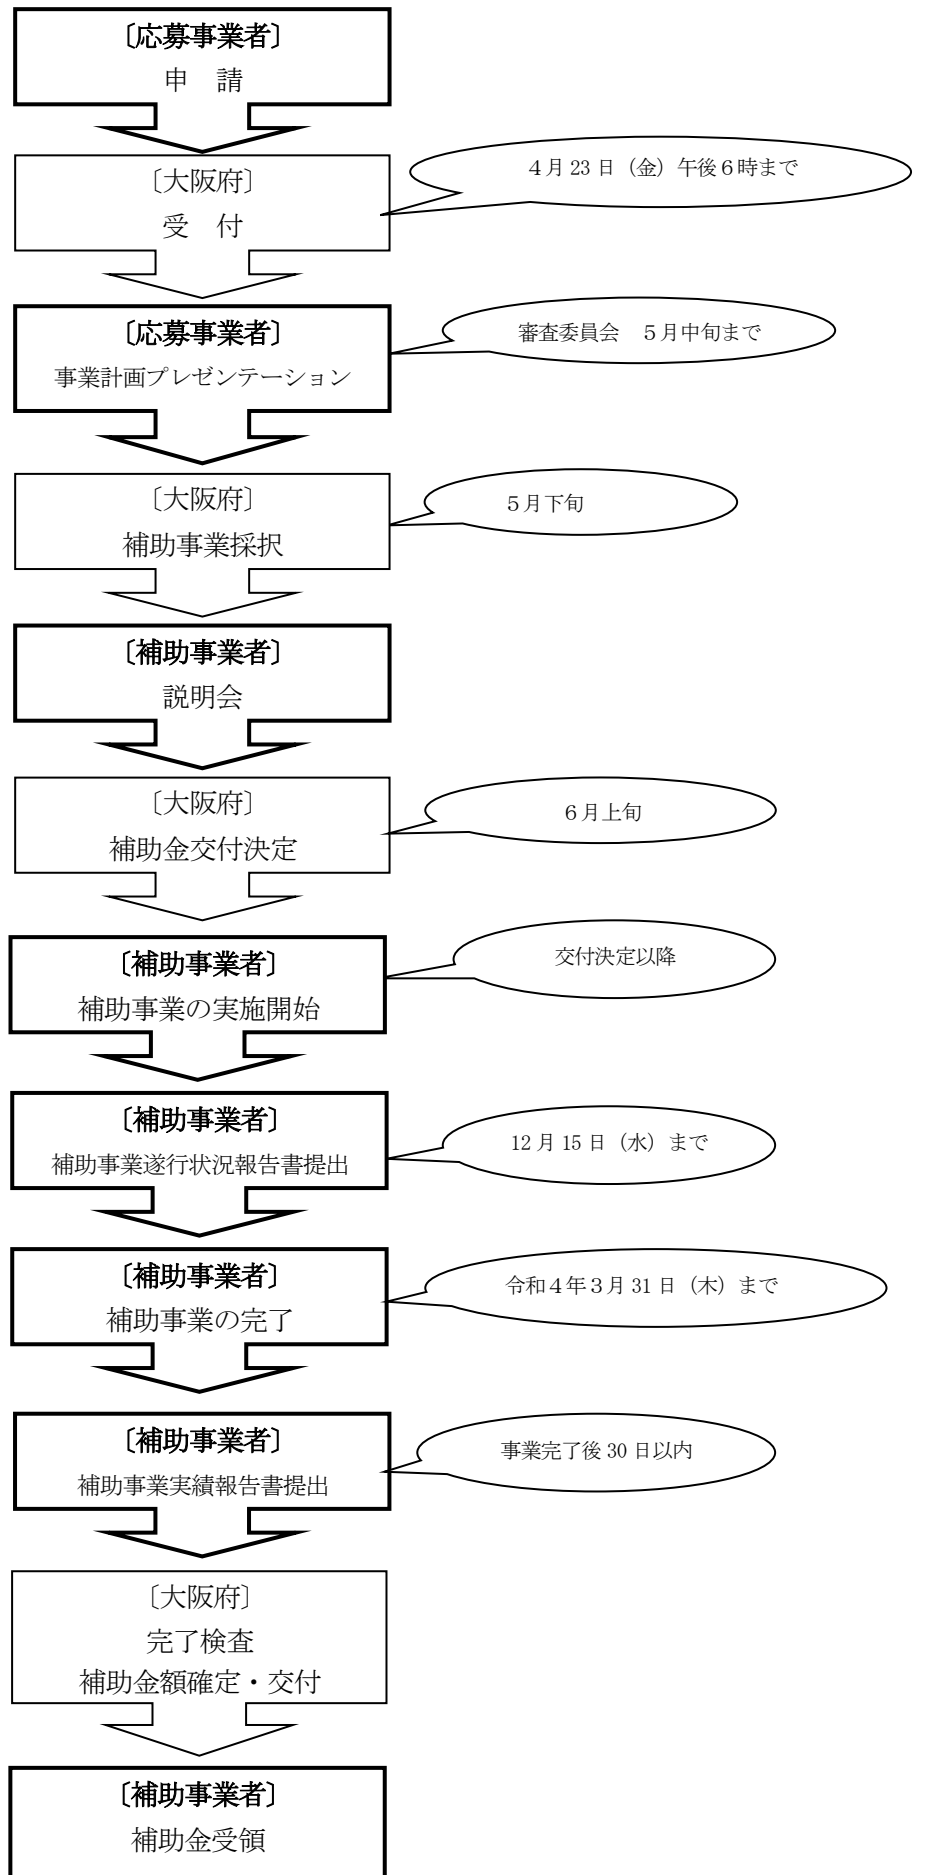 〔応募事業者〕
申　請
〔大阪府〕
受　付
４月 23 日（金）午後６時まで
〔応募事業者〕
事業計画プレゼンテーション
審査委員会　５月中旬まで
〔大阪府〕
補助事業採択
５月下旬
〔補助事業者〕
説明会
〔大阪府〕
補助金交付決定
６月上旬
〔補助事業者〕
補助事業の実施開始
交付決定以降
〔補助事業者〕
補助事業遂行状況報告書提出
12 月 15 日（水）まで
〔補助事業者〕
補助事業の完了
令和４年３月 31 日（木）まで
〔補助事業者〕
補助事業実績報告書提出
事業完了後 30 日以内
〔大阪府〕
完了検査
補助金額確定・交付
〔補助事業者〕
補助金受領